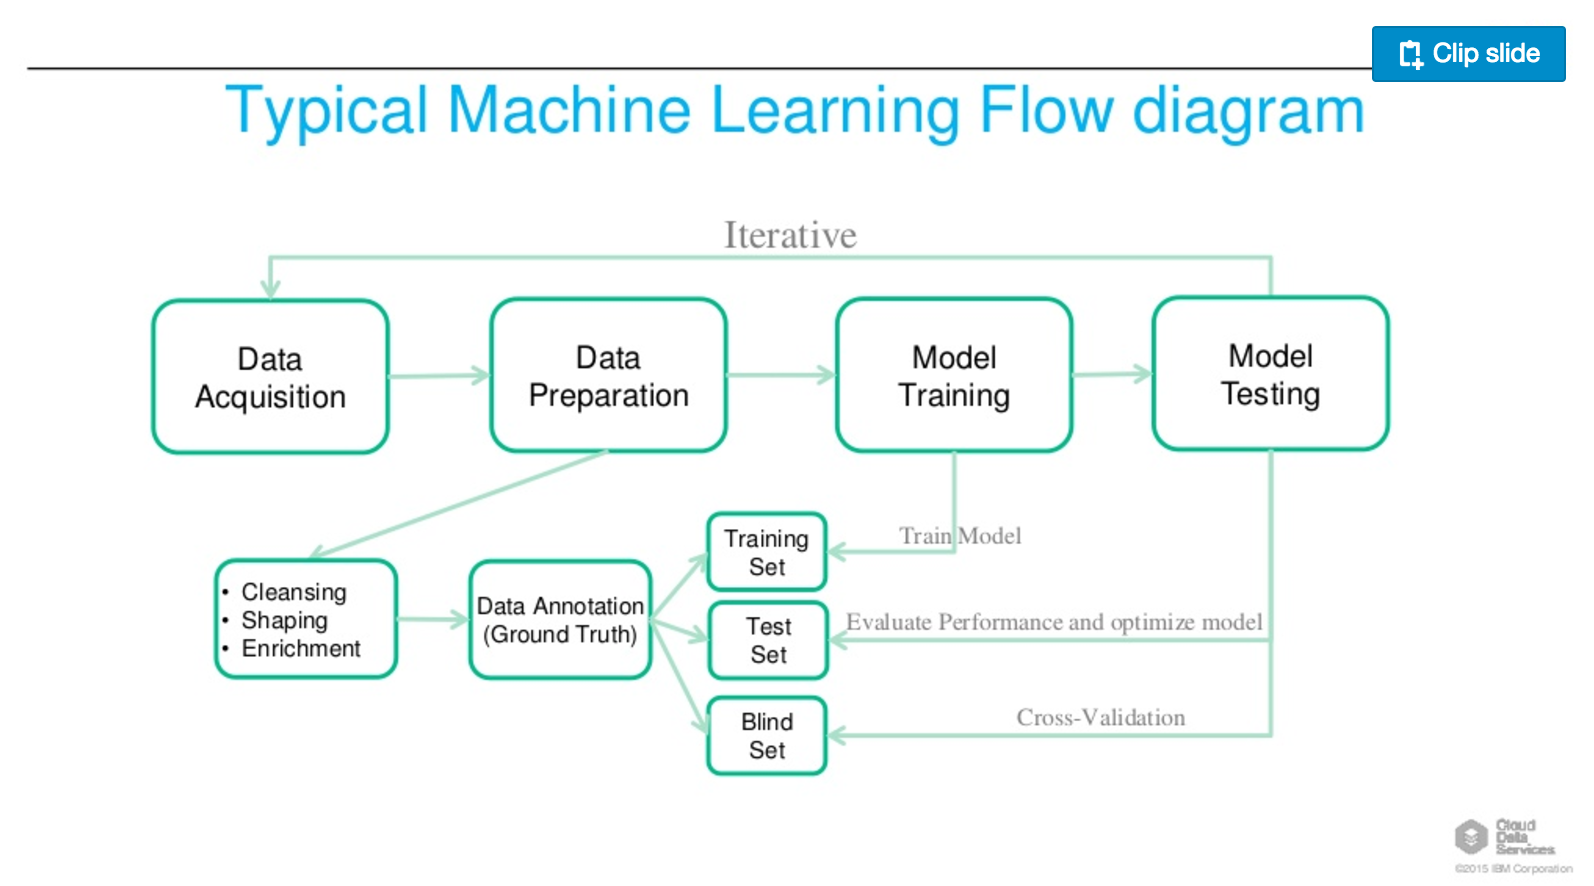 Clip slide
Typical Machine Learning Flow diagram
Iterative
Data
Acquisition
Data
Preparation
Model
Training
Model
Testing
• Cleansing
• Shaping
• Enrichment
Data Annotation
(Ground Truth)
Training
Set
Train Model
Test
Set
Evaluate Performance and optimize model
Blind
Set
Cross-Validation
Cloud
Data
Services
©2015 IBM Corporation